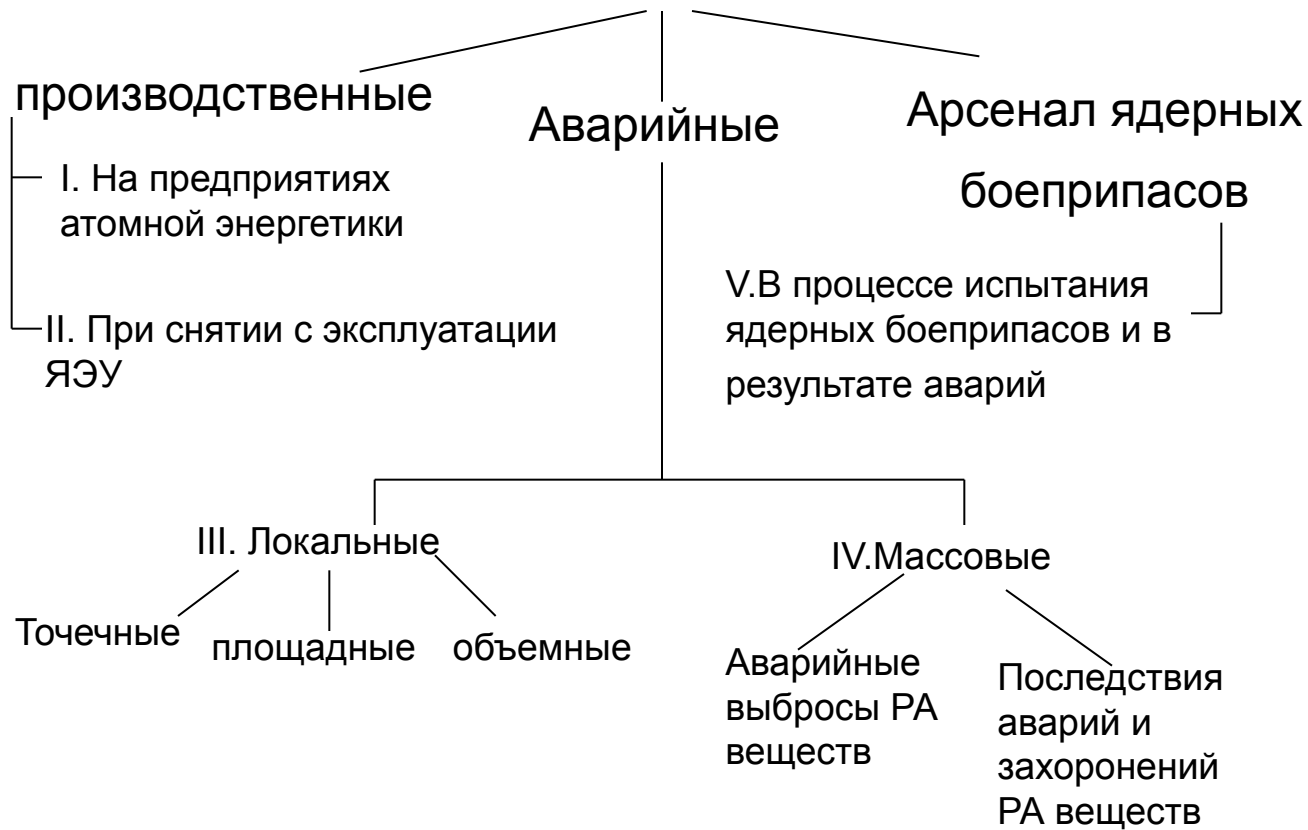 производственные
Аварийные
Арсенал ядерных
боеприпасов
I. На предприятиях
атомной энергетики
II. При снятии с эксплуатации
ЯЭУ
V.В процессе испытания
ядерных боеприпасов и в
результате аварий
III. Локальные
IV.Массовые
Точечные
площадные
объемные
Аварийные
выбросы РА
веществ
Последствия
аварий и
захоронений
РА веществ